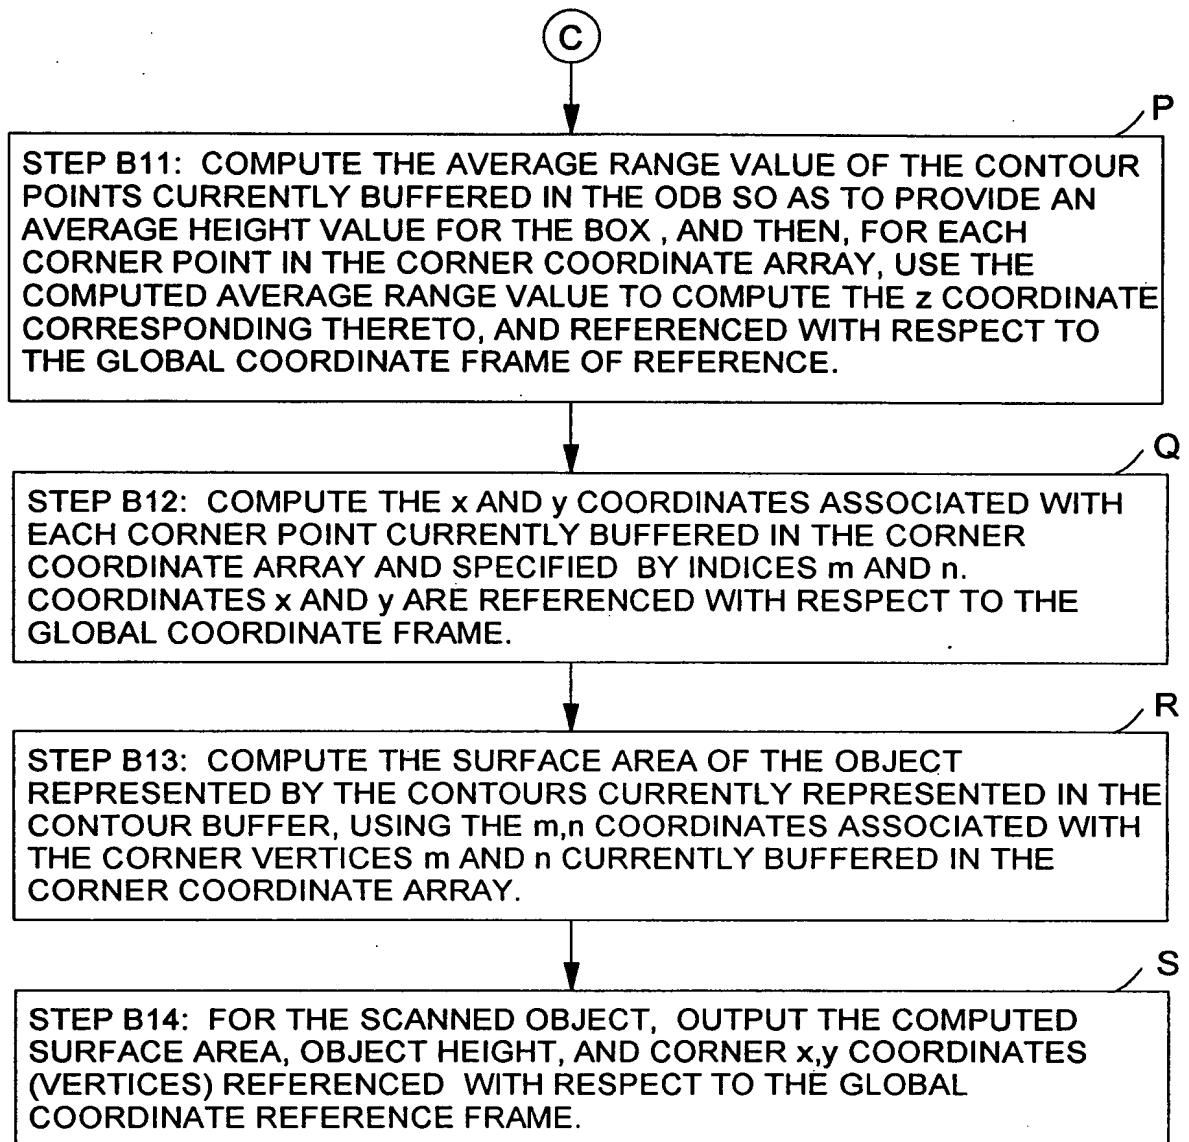 C
P
STEP B11: COMPUTE THE AVERAGE RANGE VALUE OF THE CONTOUR
POINTS CURRENTLY BUFFERED IN THE ODB SO AS TO PROVIDE AN
AVERAGE HEIGHT VALUE FOR THE BOX , AND THEN, FOR EACH
CORNER POINT IN THE CORNER COORDINATE ARRAY, USE THE
COMPUTED AVERAGE RANGE VALUE TO COMPUTE THE z COORDINATE
CORRESPONDING THERETO, AND REFERENCED WITH RESPECT TO
THE GLOBAL COORDINATE FRAME OF REFERENCE.
Q
STEP B12: COMPUTE THE x AND y COORDINATES ASSOCIATED WITH
EACH CORNER POINT CURRENTLY BUFFERED IN THE CORNER
COORDINATE ARRAY AND SPECIFIED BY INDICES m AND n.
COORDINATES x AND y ARE REFERENCED WITH RESPECT TO THE
GLOBAL COORDINATE FRAME.
R
STEP B13: COMPUTE THE SURFACE AREA OF THE OBJECT
REPRESENTED BY THE CONTOURS CURRENTLY REPRESENTED IN THE
CONTOUR BUFFER, USING THE m,n COORDINATES ASSOCIATED WITH
THE CORNER VERTICES m AND n CURRENTLY BUFFERED IN THE
CORNER COORDINATE ARRAY.
S
STEP B14: FOR THE SCANNED OBJECT, OUTPUT THE COMPUTED
SURFACE AREA, OBJECT HEIGHT, AND CORNER x,y COORDINATES
(VERTICES) REFERENCED WITH RESPECT TO THE GLOBAL
COORDINATE REFERENCE FRAME.